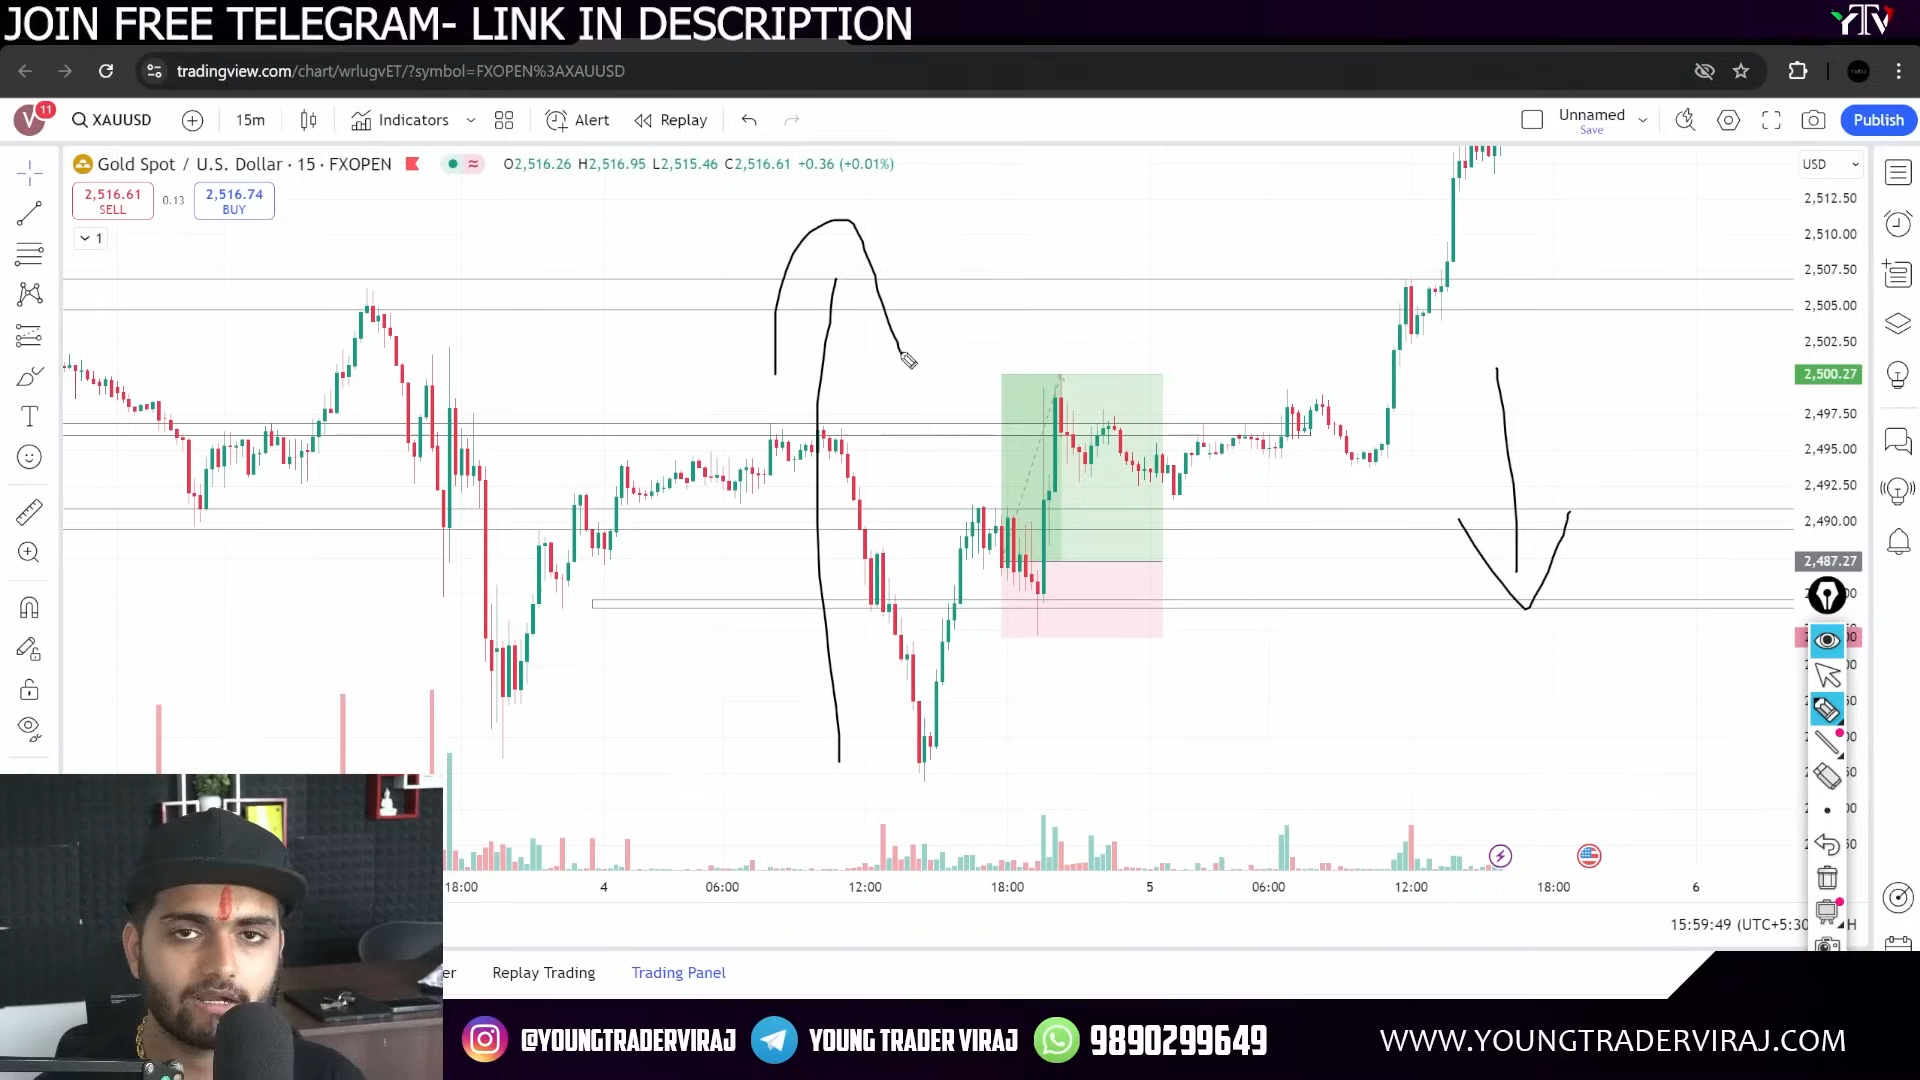 JOIN FREE TELEGRAM- LINK IN DESCRIPTION
YTV
tradingview.com/chart/wrlugvET/?symbol=FXOPEN%3AXAUUSD
V 11 XAUUSD 15m Indicators Alert Replay Unnamed Save Publish
Gold Spot / U.S. Dollar · 15 · FXOPEN O2,516.26 H2,516.95 L2,515.46 C2,516.61 +0.36 (+0.01%) USD
2,516.61 SELL 0.13 2,516.74 BUY
1
2,512.50
2,510.00
2,507.50
2,505.00
2,502.50
2,500.27
2,497.50
2,495.00
2,492.50
2,490.00
2,487.27
18:00 4 06:00 12:00 18:00 5 06:00 12:00 18:00 6
15:59:49 (UTC+5:30
Replay Trading Trading Panel
@YOUNGTRADERVIRAJ YOUNG TRADER VIRAJ 9890299649 WWW.YOUNGTRADERVIRAJ.COM